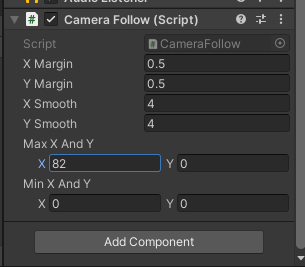 Audio Listener
# Camera Follow (Script)
Script # CameraFollow
X Margin 0.5
Y Margin 0.5
X Smooth 4
Y Smooth 4
Max X And Y
X 82 Y 0
Min X And Y
X 0 Y 0
Add Component